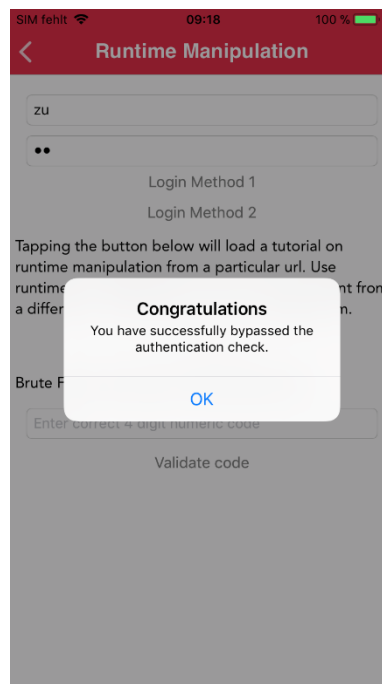 SIM fehlt 09:18 100 %
Runtime Manipulation
zu
••
Login Method 1
Login Method 2
Tapping the button below will load a tutorial on
runtime manipulation from a particular url. Use
runtime
a differ
Congratulations
You have successfully bypassed the
authentication check.
OK
Brute F
Enter correct 4 digit numeric code
Validate code